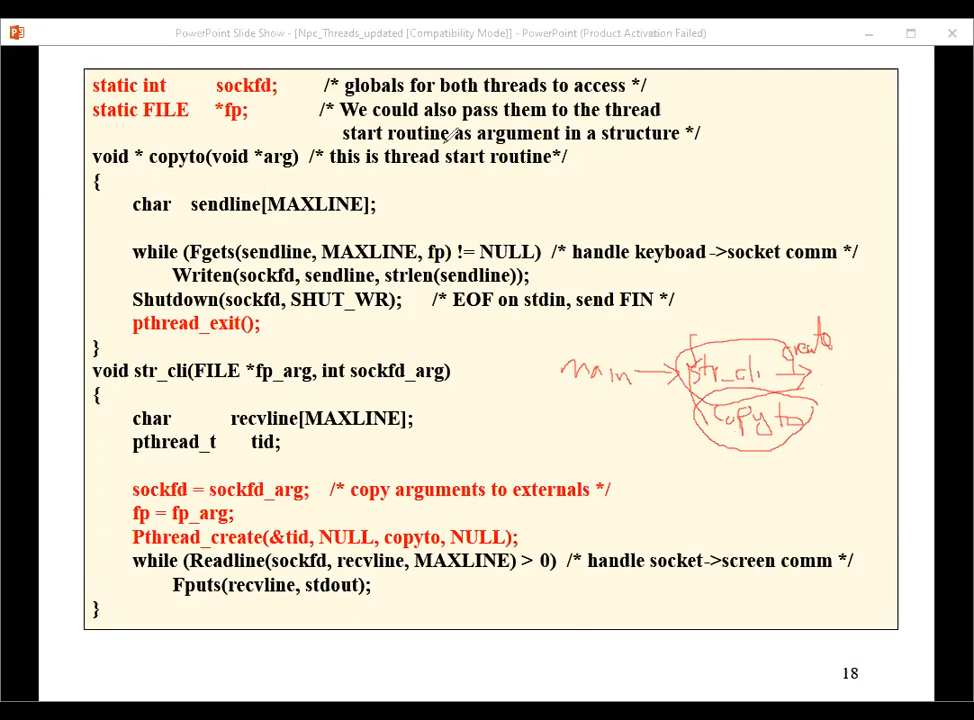 PowerPoint Slide Show - [Npc_Threads_updated [Compatibility Mode]] - PowerPoint (Product Activation Failed)
static int sockfd; /* globals for both threads to access */
static FILE *fp; /* We could also pass them to the thread
start routine as argument in a structure */
void * copyto(void *arg) /* this is thread start routine*/
{
char sendline[MAXLINE];
while (Fgets(sendline, MAXLINE, fp) != NULL) /* handle keyboad->socket comm */
Writen(sockfd, sendline, strlen(sendline));
Shutdown(sockfd, SHUT_WR); /* EOF on stdin, send FIN */
pthread_exit();
}
void str_cli(FILE *fp_arg, int sockfd_arg)
{
char recvline[MAXLINE];
pthread_t tid;
sockfd = sockfd_arg; /* copy arguments to externals */
fp = fp_arg;
Pthread_create(&tid, NULL, copyto, NULL);
while (Readline(sockfd, recvline, MAXLINE) > 0) /* handle socket->screen comm */
Fputs(recvline, stdout);
}
main
str_cli
copyto
18